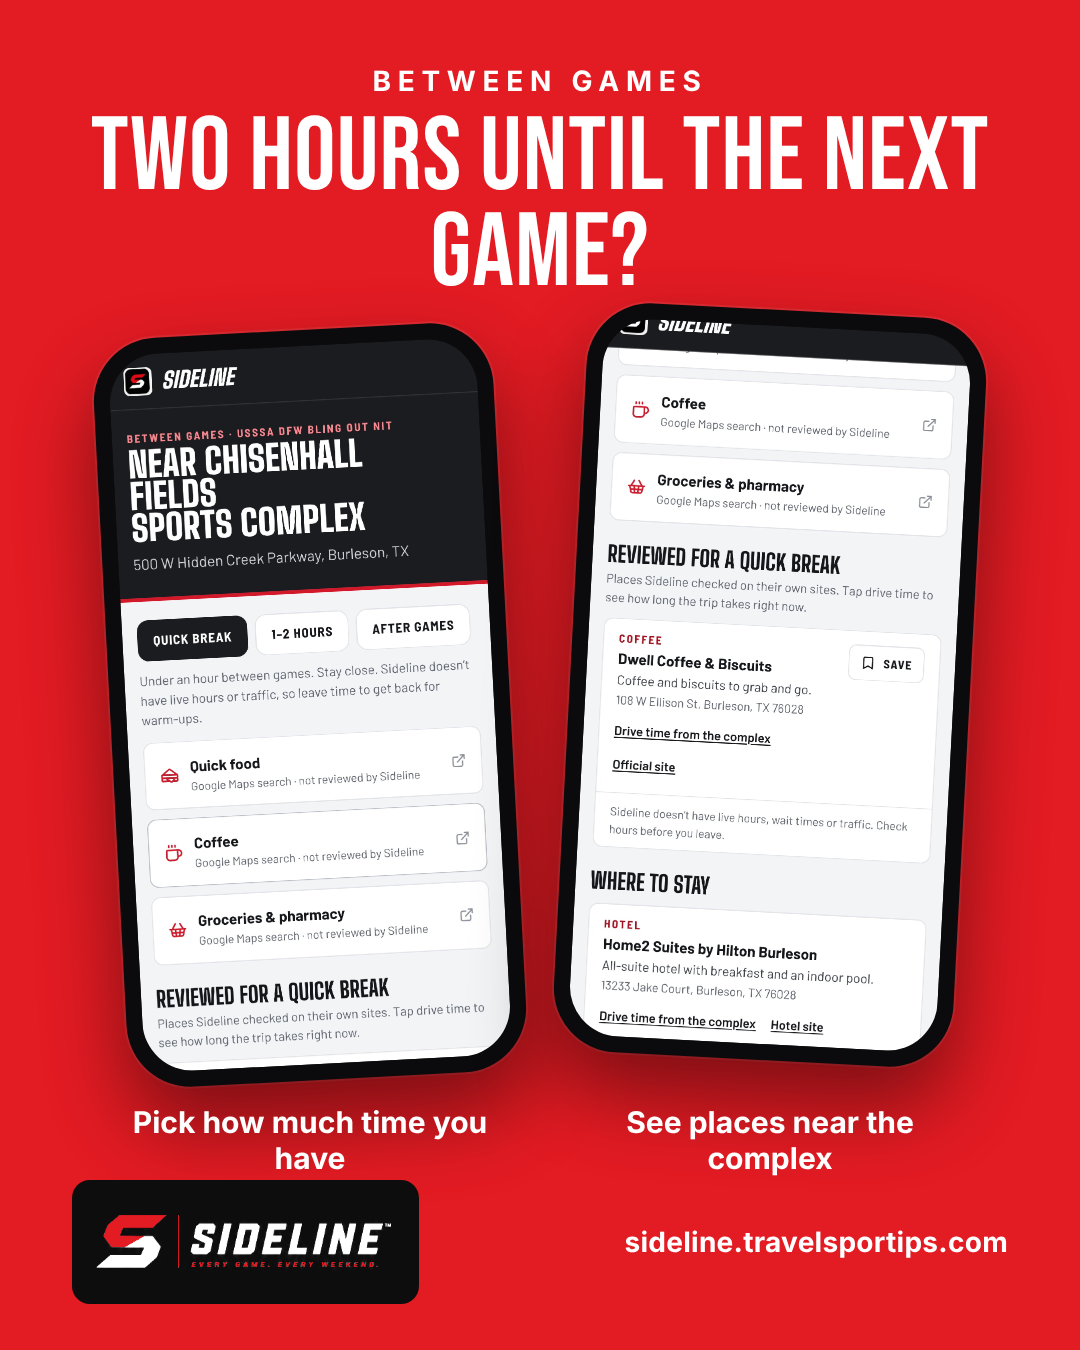 BETWEEN GAMES
TWO HOURS UNTIL THE NEXT
GAME?
SIDELINE
BETWEEN GAMES · USSSA DFW BLING OUT NIT
NEAR CHISENHALL
FIELDS
SPORTS COMPLEX
500 W Hidden Creek Parkway, Burleson, TX
QUICK BREAK
1–2 HOURS
AFTER GAMES
Under an hour between games. Stay close. Sideline doesn't
have live hours or traffic, so leave time to get back for
warm-ups.
Quick food
Google Maps search · not reviewed by Sideline
Coffee
Google Maps search · not reviewed by Sideline
Groceries & pharmacy
Google Maps search · not reviewed by Sideline
REVIEWED FOR A QUICK BREAK
Places Sideline checked on their own sites. Tap drive time to
see how long the trip takes right now.
SIDELINE
Coffee
Google Maps search · not reviewed by Sideline
Groceries & pharmacy
Google Maps search · not reviewed by Sideline
REVIEWED FOR A QUICK BREAK
Places Sideline checked on their own sites. Tap drive time to
see how long the trip takes right now.
COFFEE
Dwell Coffee & Biscuits
SAVE
Coffee and biscuits to grab and go.
108 W Ellison St. Burleson, TX 76028
Drive time from the complex
Official site
Sideline doesn't have live hours, wait times or traffic. Check
hours before you leave.
WHERE TO STAY
HOTEL
Home2 Suites by Hilton Burleson
All-suite hotel with breakfast and an indoor pool.
13233 Jake Court, Burleson, TX 76028
Drive time from the complex
Hotel site
Pick how much time you
have
See places near the
complex
SIDELINE™
EVERY GAME. EVERY WEEKEND.
sideline.travelsportips.com